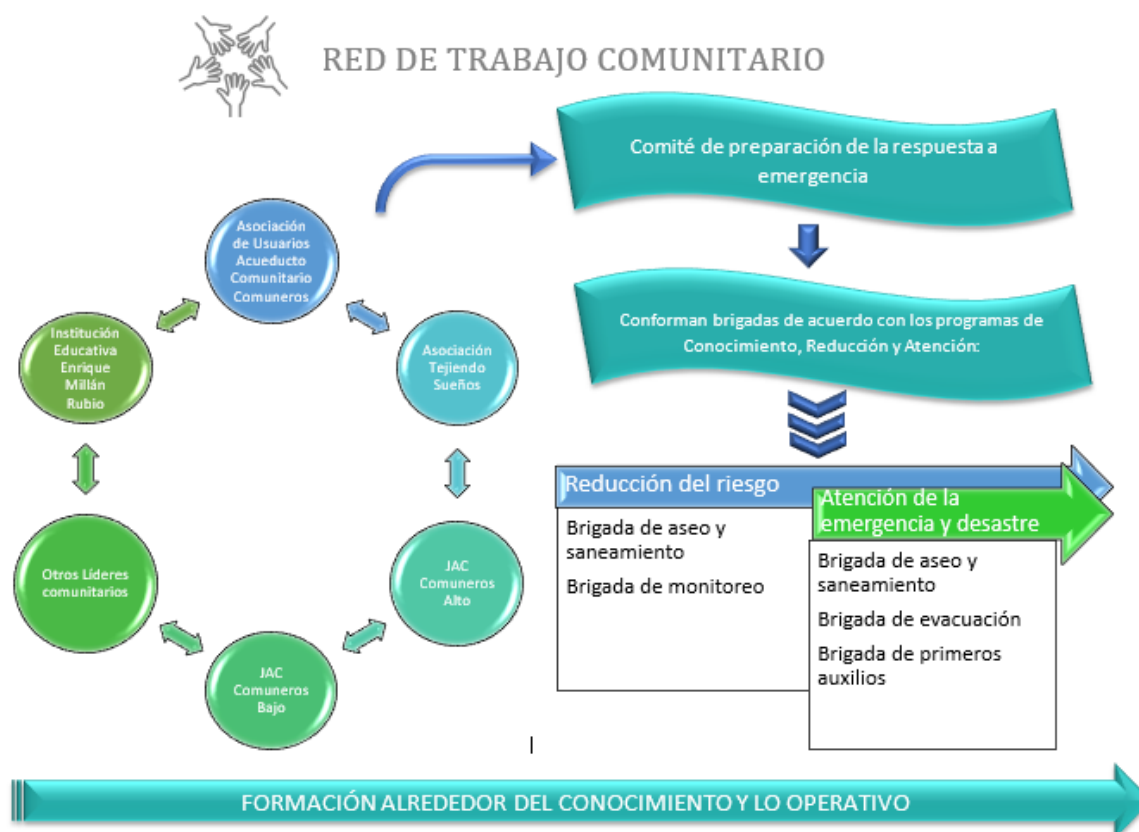 RED DE TRABAJO COMUNITARIO
Asociación
de Usuarios
Acueducto
Comunitario
Comuneros
Asociación
Tejiendo
Sueños
JAC
Comuneros
Alto
JAC
Comuneros
Bajo
Otros Líderes
comunitarios
Institución
Educativa
Enrique
Millán
Rubio
Comité de preparación de la respuesta a
emergencia
Conforman brigadas de acuerdo con los programas de
Conocimiento, Reducción y Atención:
Reducción del riesgo
Brigada de aseo y
saneamiento
Brigada de monitoreo
Atención de la
emergencia y desastre
Brigada de aseo y
saneamiento
Brigada de evacuación
Brigada de primeros
auxilios
FORMACIÓN ALREDEDOR DEL CONOCIMIENTO Y LO OPERATIVO